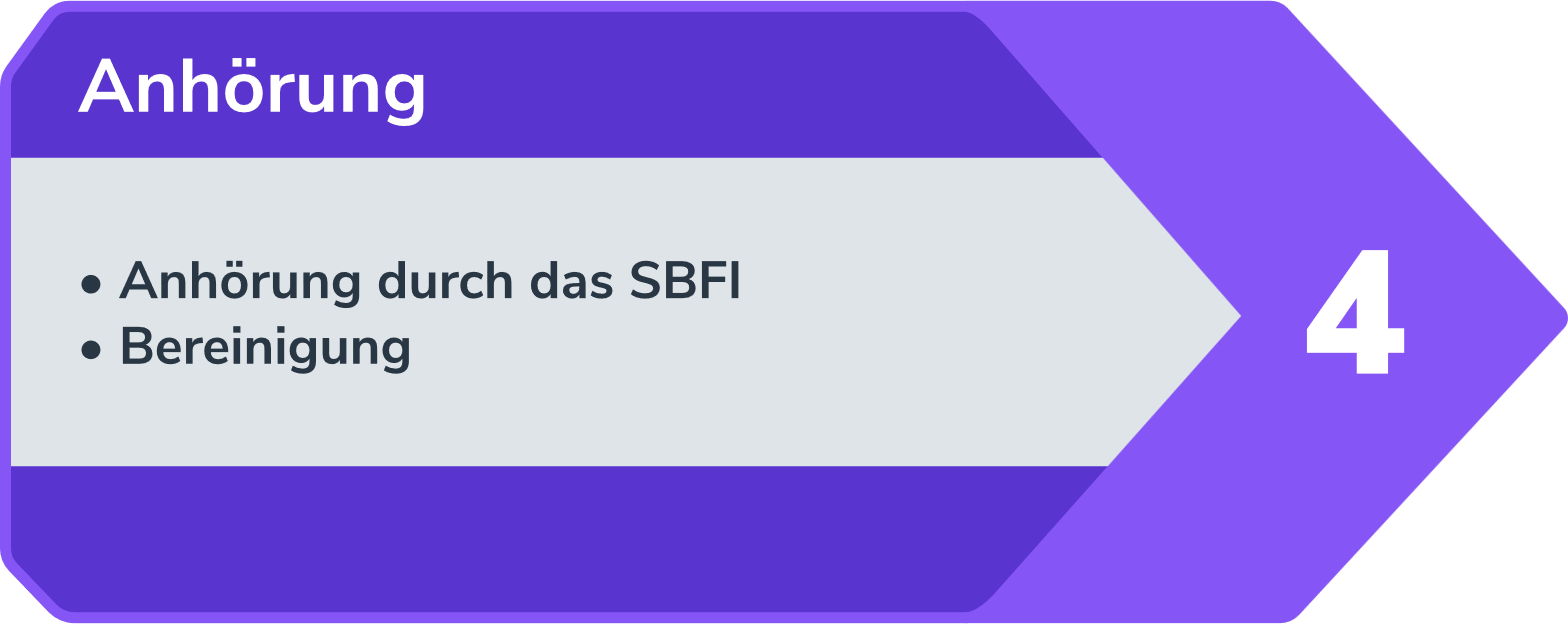 Anhörung
• Anhörung durch das SBFI
• Bereinigung
4